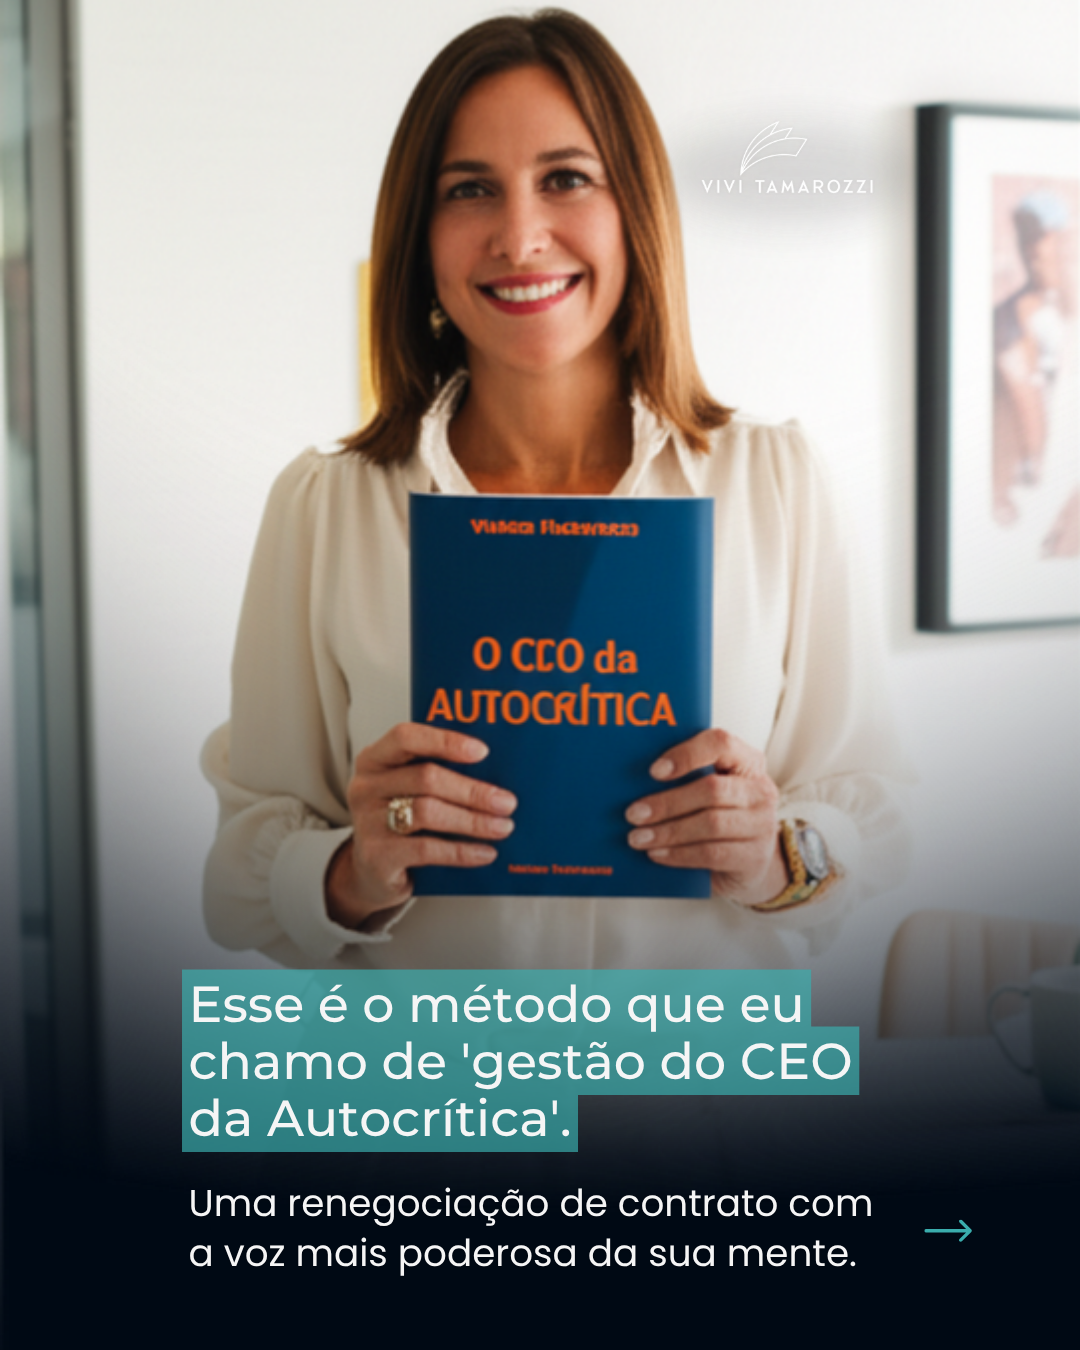 VIVI TAMAROZZI
O CEO da
AUTOCRÍTICA
Esse é o método que eu
chamo de 'gestão do CEO
da Autocrítica'.
Uma renegociação de contrato com
a voz mais poderosa da sua mente.